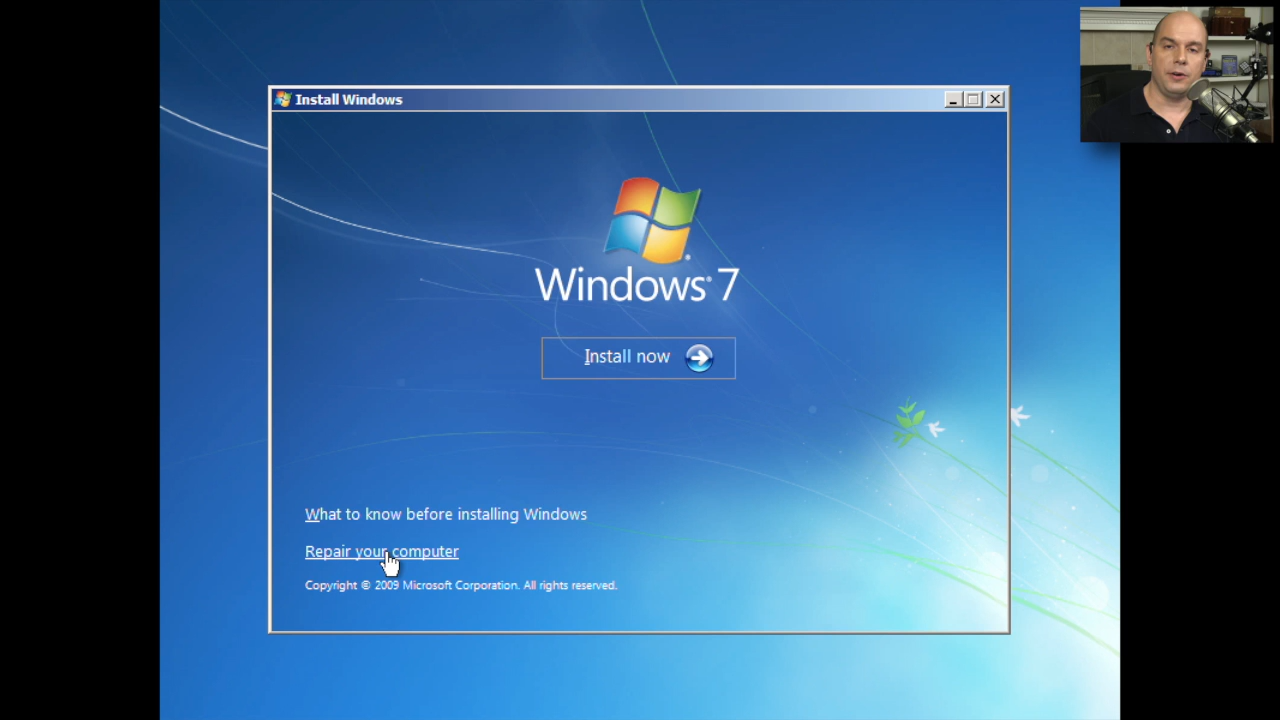 Install Windows
Windows® 7
Install now
What to know before installing Windows
Repair your computer
Copyright © 2009 Microsoft Corporation. All rights reserved.